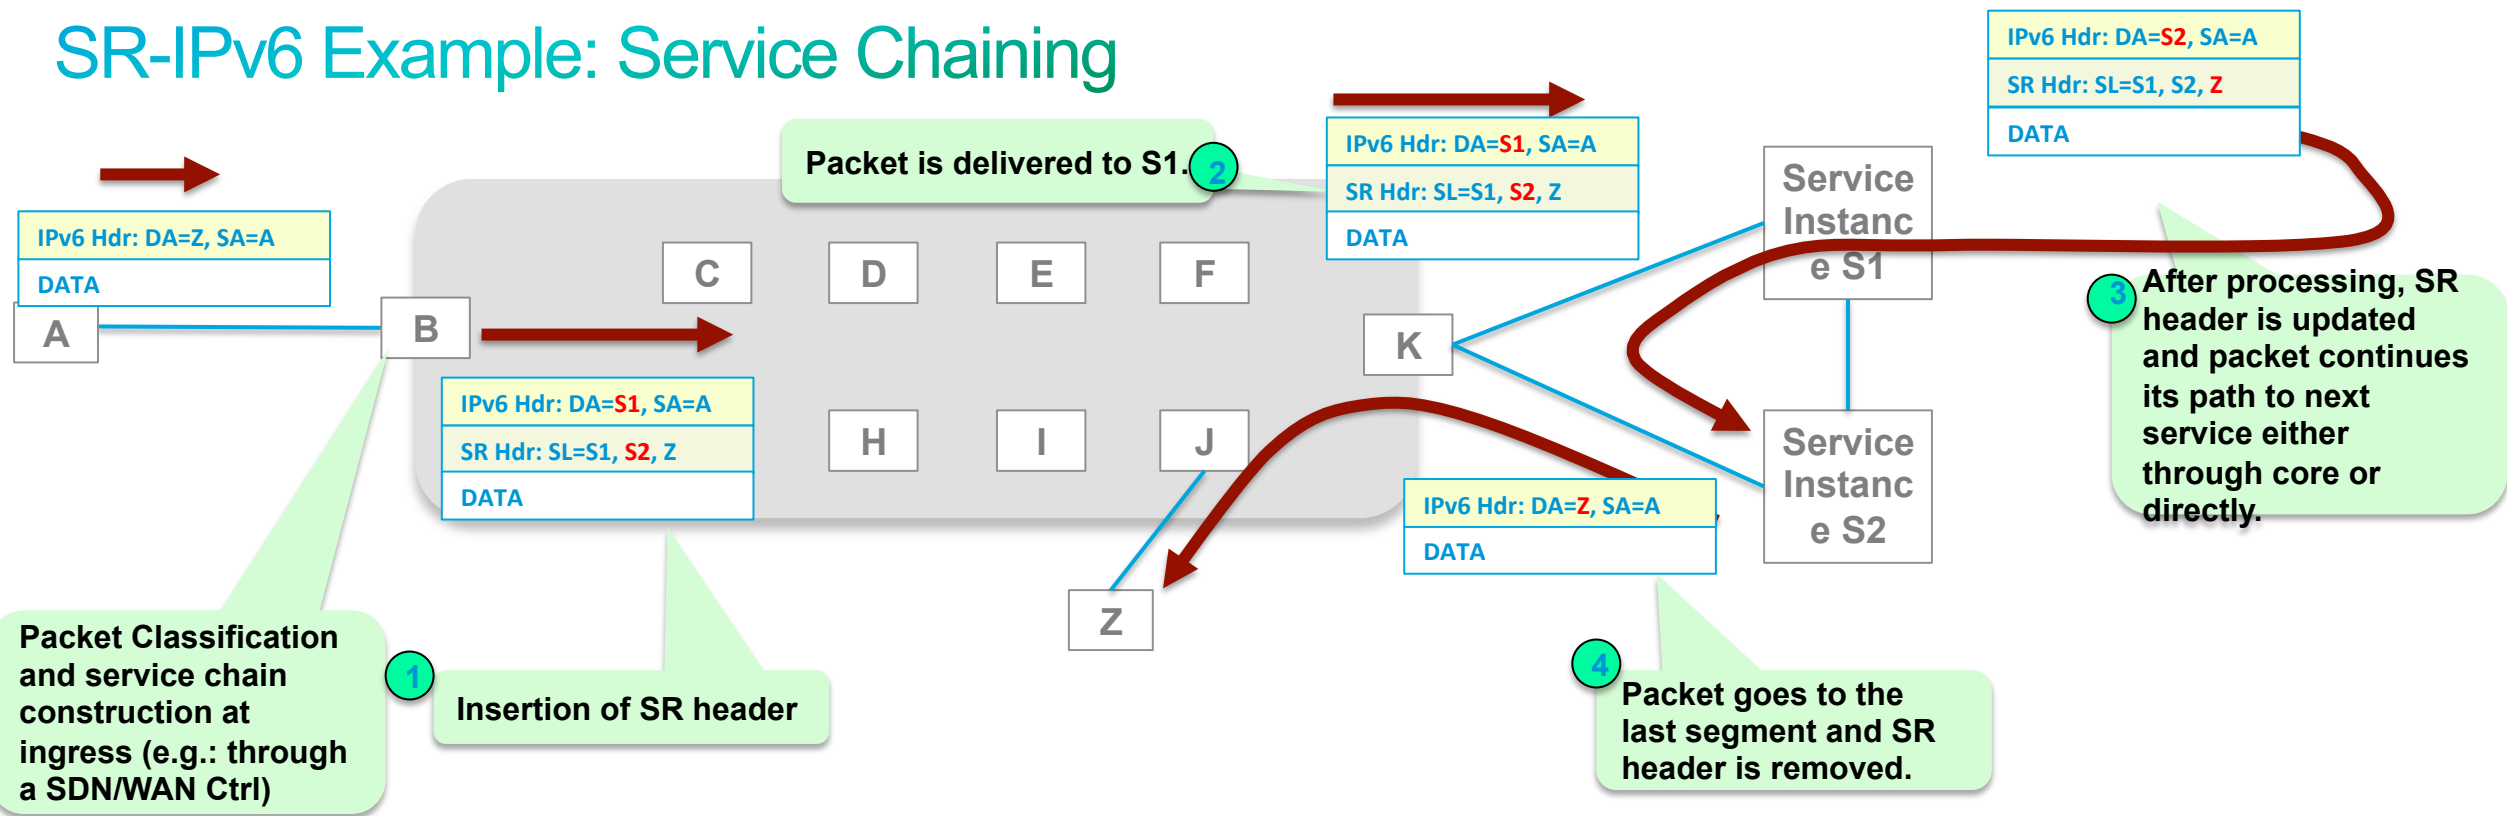 SR-IPv6 Example: Service Chaining
IPv6 Hdr: DA=Z, SA=A
DATA
A
B
C
D
E
F
H
I
J
K
Z
Packet is delivered to S1.
2
IPv6 Hdr: DA=S1, SA=A
SR Hdr: SL=S1, S2, Z
DATA
IPv6 Hdr: DA=S2, SA=A
SR Hdr: SL=S1, S2, Z
DATA
Service
Instanc
e S1
3
After processing, SR
header is updated
and packet continues
its path to next
service either
through core or
directly.
IPv6 Hdr: DA=S1, SA=A
SR Hdr: SL=S1, S2, Z
DATA
Service
Instanc
e S2
IPv6 Hdr: DA=Z, SA=A
DATA
Packet Classification
and service chain
construction at
ingress (e.g.: through
a SDN/WAN Ctrl)
1
Insertion of SR header
4
Packet goes to the
last segment and SR
header is removed.